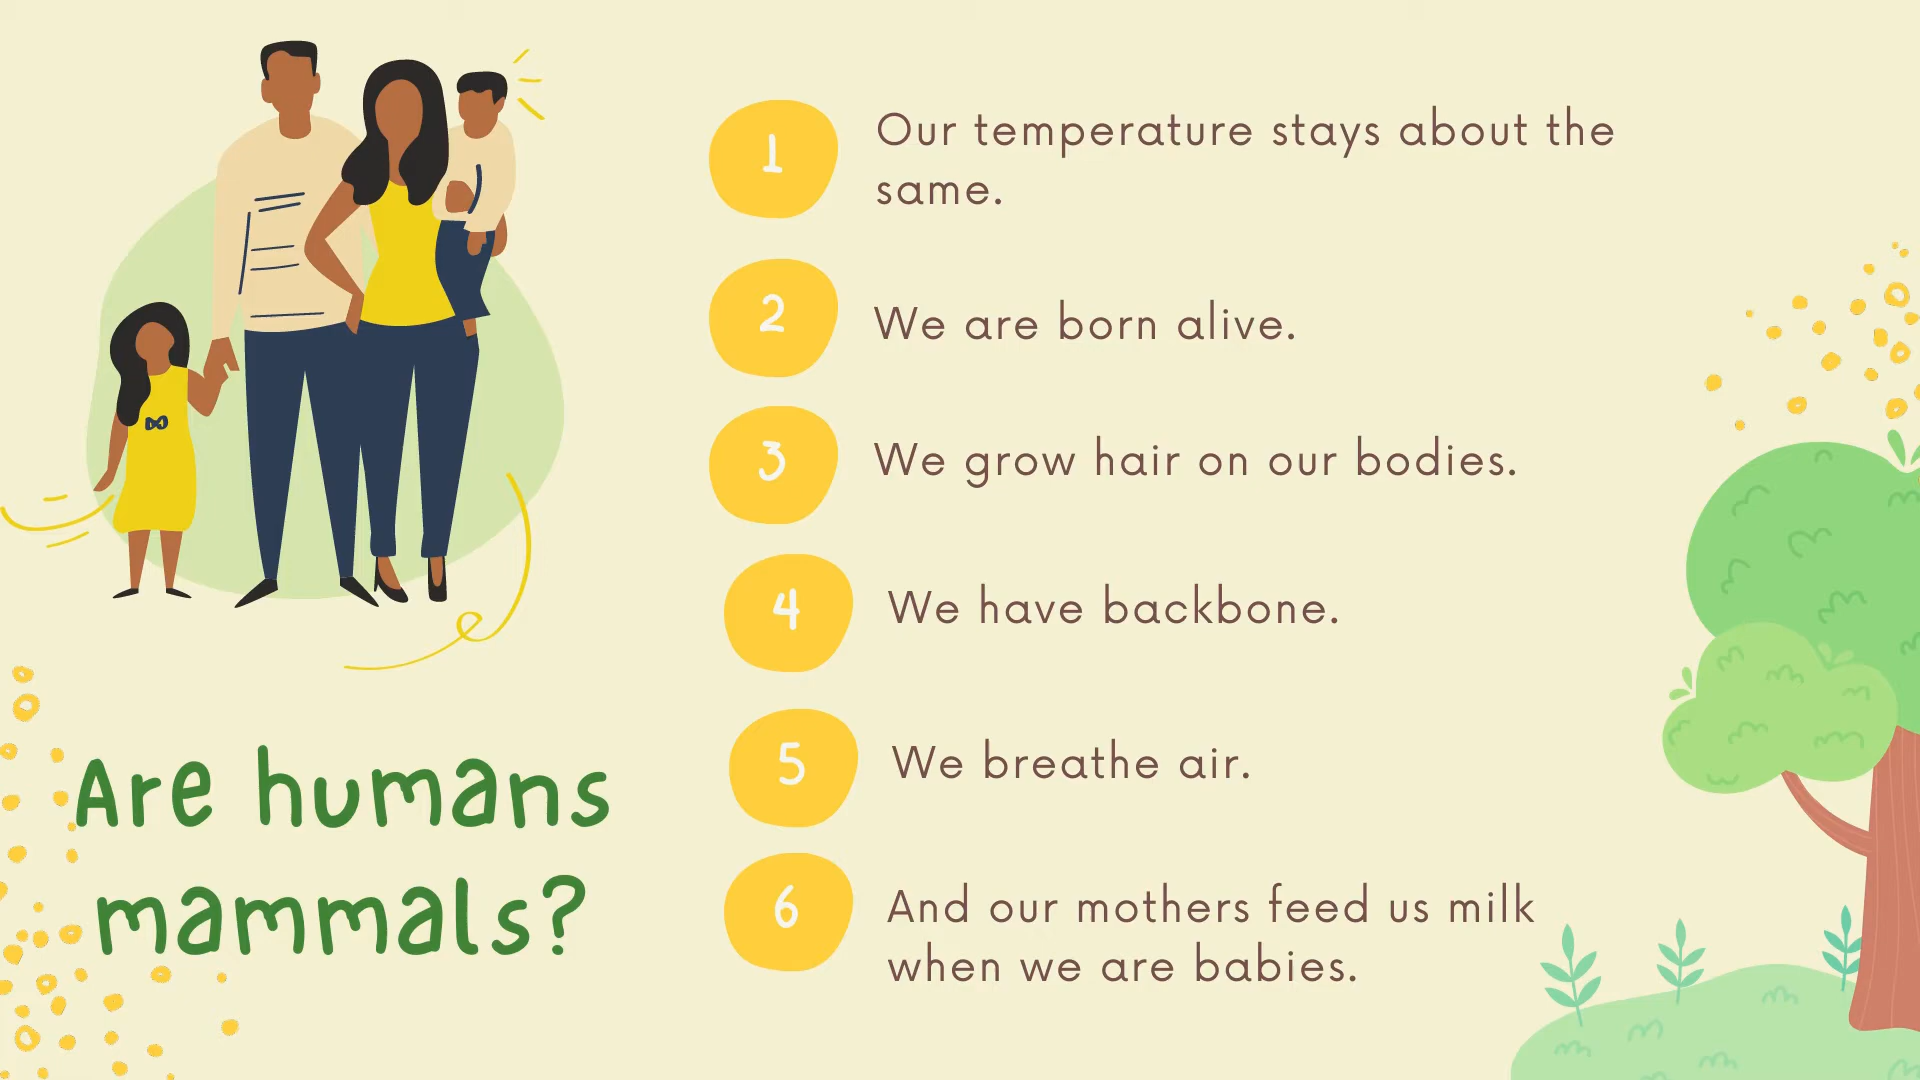 Are humans
mammals?
1
Our temperature stays about the
same.
2
We are born alive.
3
We grow hair on our bodies.
4
We have backbone.
5
We breathe air.
6
And our mothers feed us milk
when we are babies.